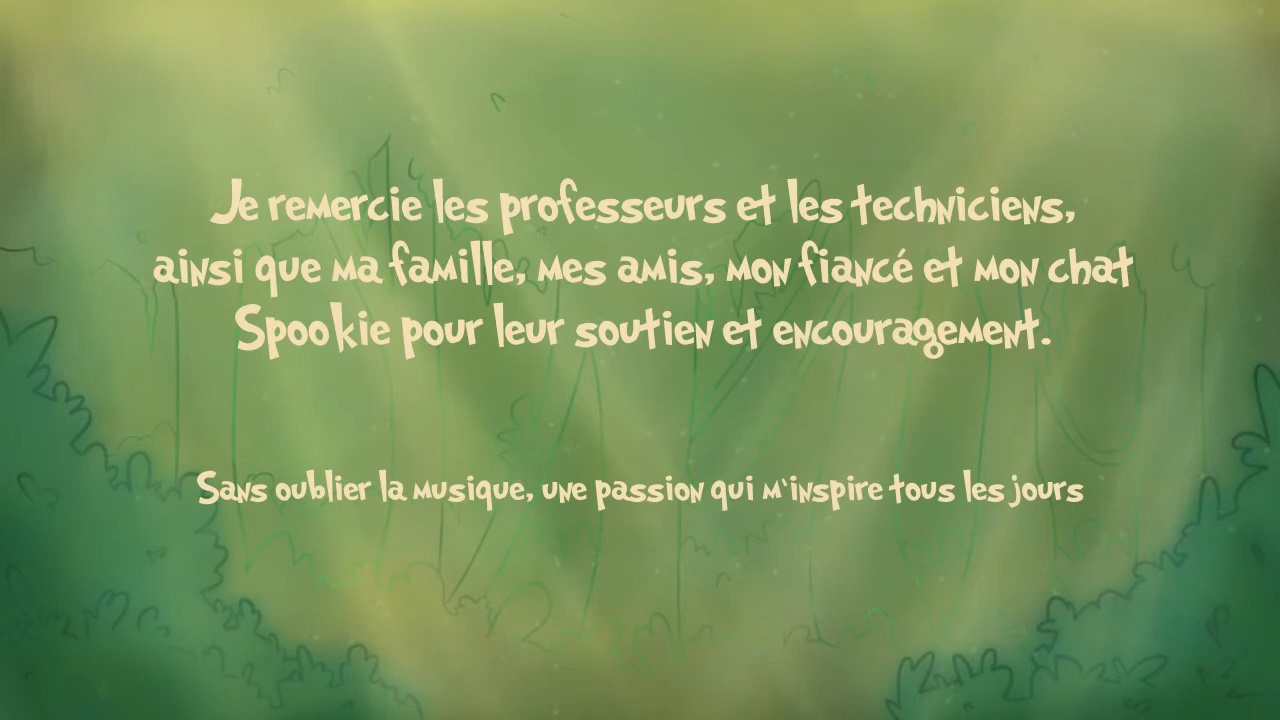 Je remercie les professeurs et les techniciens,
ainsi que ma famille, mes amis, mon fiancé et mon chat
Spookie pour leur soutien et encouragement.
Sans oublier la musique, une passion qui m'inspire tous les jours